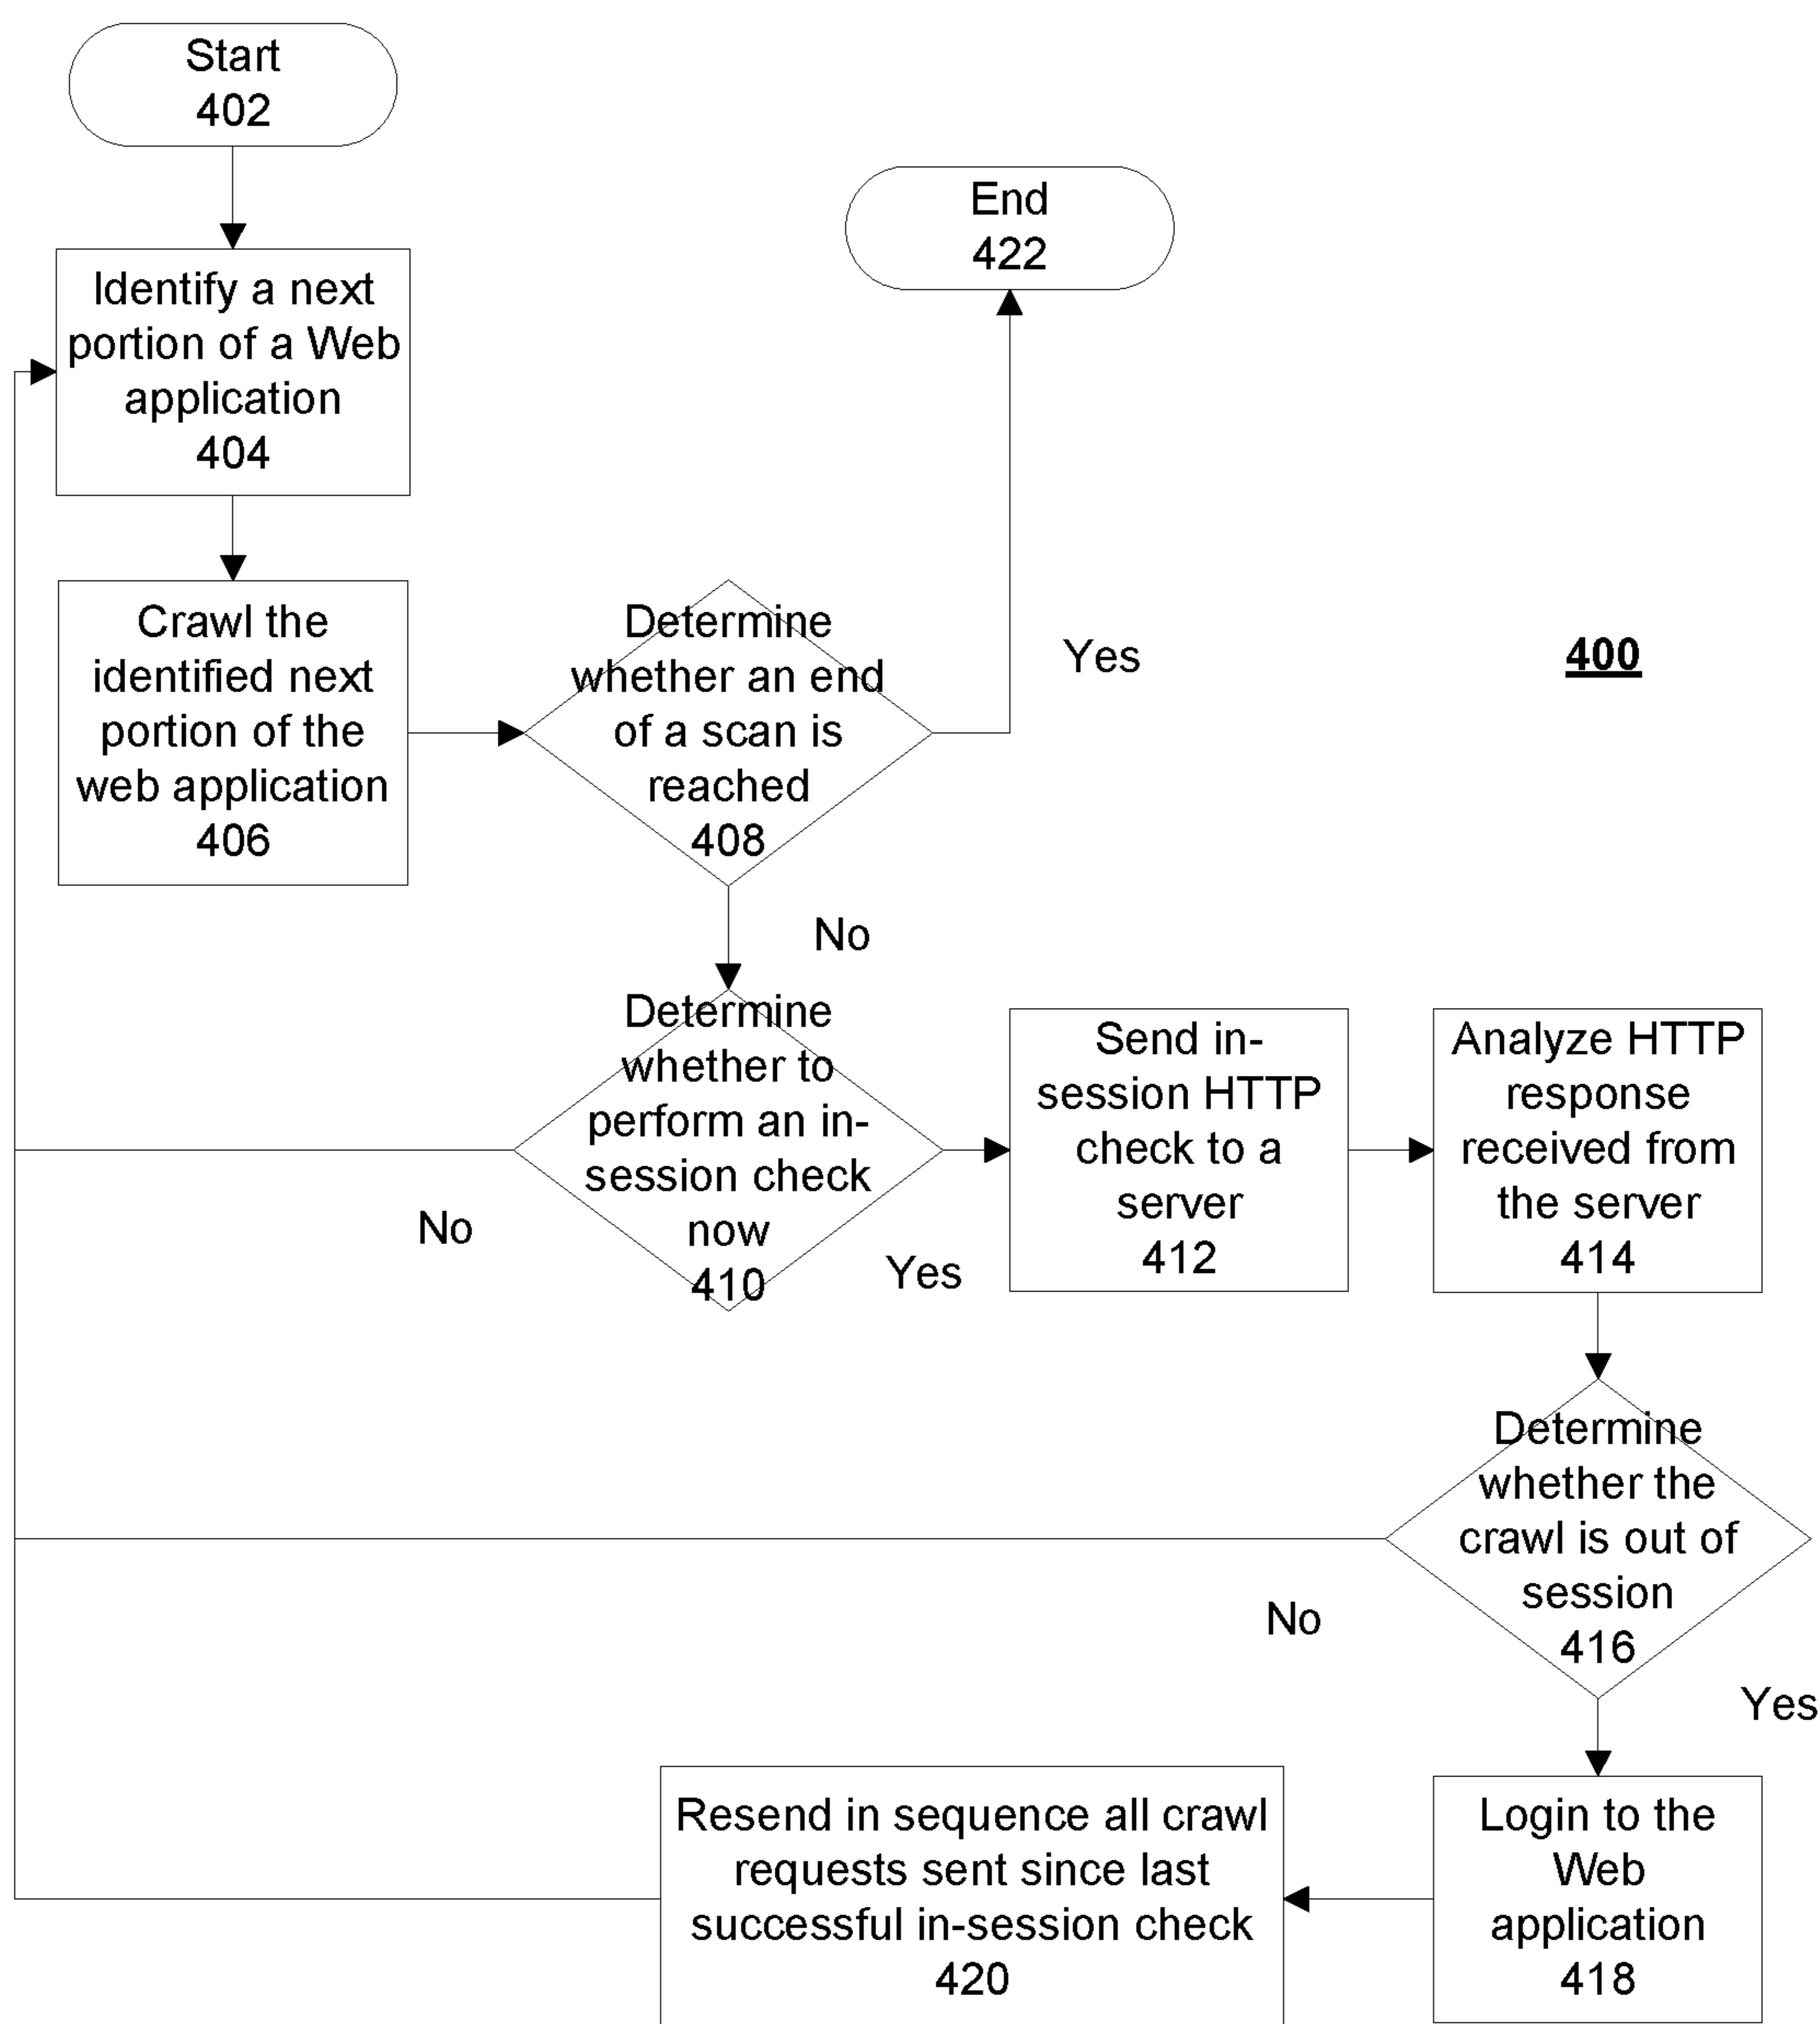 Start
402
End
422
Identify a next
portion of a Web
application
404
Crawl the
identified next
portion of the
web application
406
Determine
whether an end
of a scan is
reached
408
Yes
400
No
Determine
whether to
perform an in-
session check
now
410
No
Yes
Send in-
session HTTP
check to a
server
412
Analyze HTTP
response
received from
the server
414
Determine
whether the
crawl is out of
session
416
No
Yes
Login to the
Web
application
418
Resend in sequence all crawl
requests sent since last
successful in-session check
420